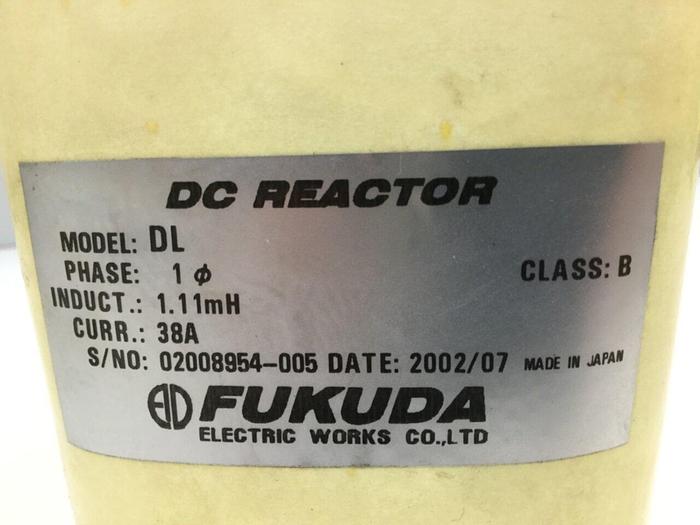 DC REACTOR
MODEL: DL
PHASE: 1 ϕ CLASS: B
INDUCT.: 1.11mH
CURR.: 38A
S/NO: 02008954-005 DATE: 2002/07 MADE IN JAPAN
FUKUDA
ELECTRIC WORKS CO.,LTD